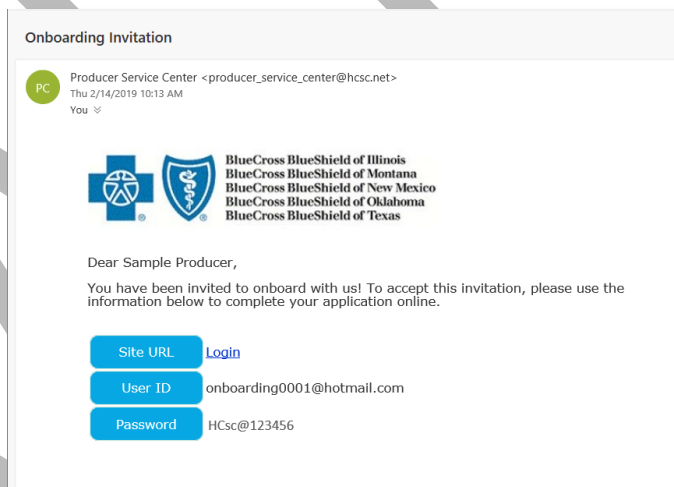 Onboarding Invitation
PC
Producer Service Center <producer_service_center@hcsc.net>
Thu 2/14/2019 10:13 AM
You
BlueCross BlueShield of Illinois
BlueCross BlueShield of Montana
BlueCross BlueShield of New Mexico
BlueCross BlueShield of Oklahoma
BlueCross BlueShield of Texas
Dear Sample Producer,
You have been invited to onboard with us! To accept this invitation, please use the
information below to complete your application online.
Site URL Login
User ID onboarding0001@hotmail.com
Password HCsc@123456